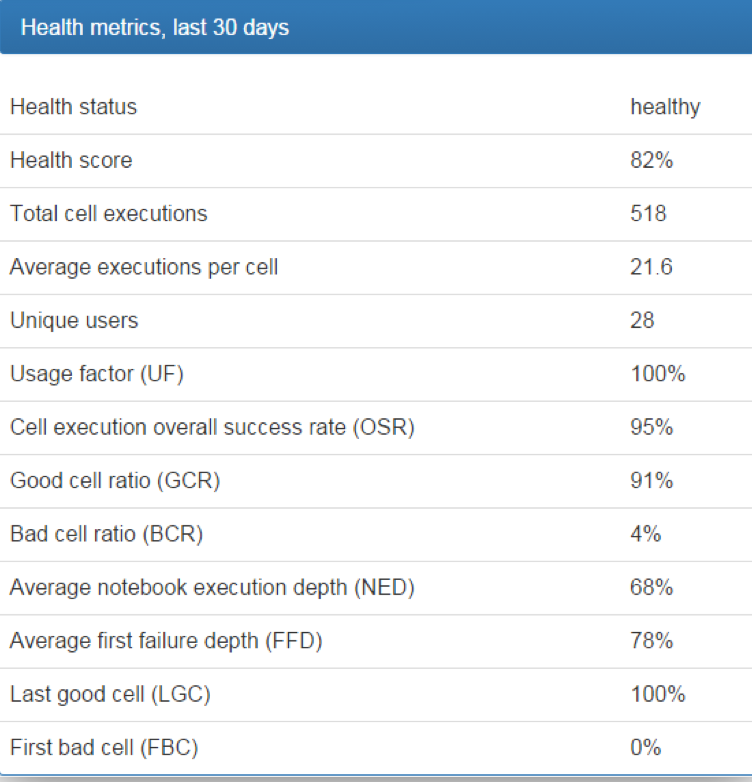 Health metrics, last 30 days
Health status healthy
Health score 82%
Total cell executions 518
Average executions per cell 21.6
Unique users 28
Usage factor (UF) 100%
Cell execution overall success rate (OSR) 95%
Good cell ratio (GCR) 91%
Bad cell ratio (BCR) 4%
Average notebook execution depth (NED) 68%
Average first failure depth (FFD) 78%
Last good cell (LGC) 100%
First bad cell (FBC) 0%